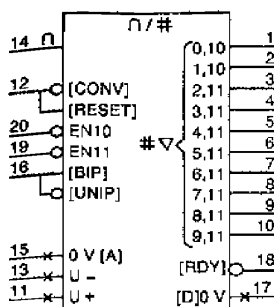 ∩/#
14 ∩
12 [CONV]
[RESET]
20 EN10
19 EN11
16 [BIP]
[UNIP]
15 0 V [A]
13 U -
11 U +
#▽
0,10 1
1,10 2
2,11 3
3,11 4
4,11 5
5,11 6
6,11 7
7,11 8
8,11 9
9,11 10
[RDY] 18
[D] 0 V 17